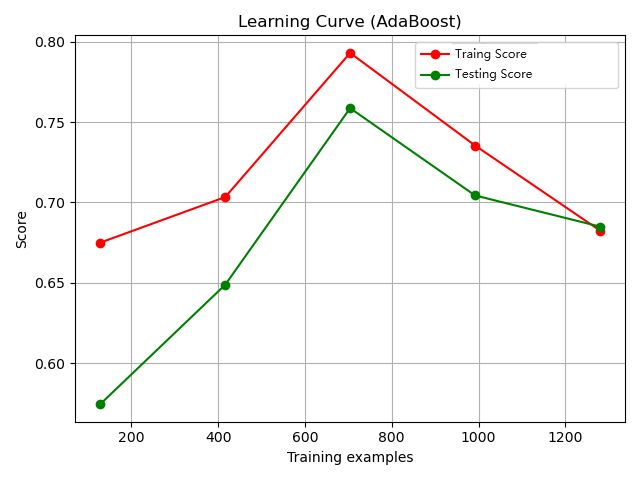 Learning Curve (AdaBoost)
Traing Score
Testing Score
0.80
0.75
0.70
0.65
0.60
Score
200 400 600 800 1000 1200
Training examples